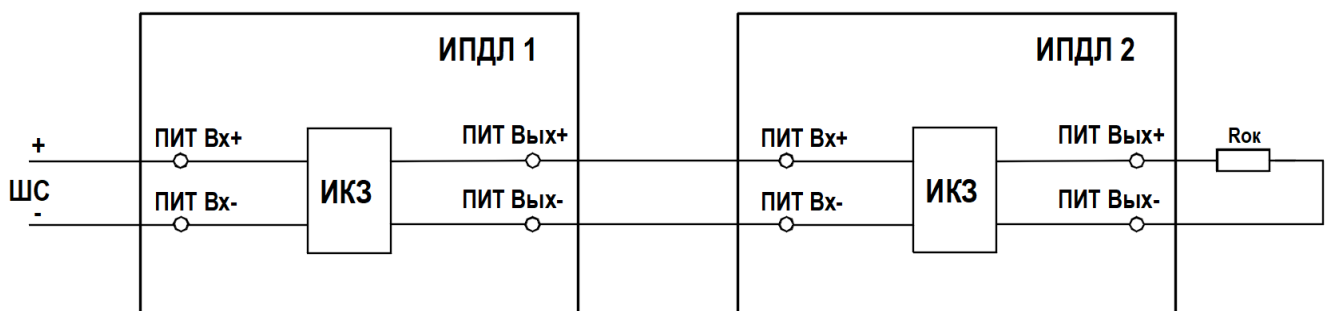 ИПДЛ 1
ИПДЛ 2
+
ШС
-
ПИТ Вх+
ПИТ Вх-
ИКЗ
ПИТ Вых+
ПИТ Вых-
ПИТ Вх+
ПИТ Вх-
ИКЗ
ПИТ Вых+
ПИТ Вых-
Rок